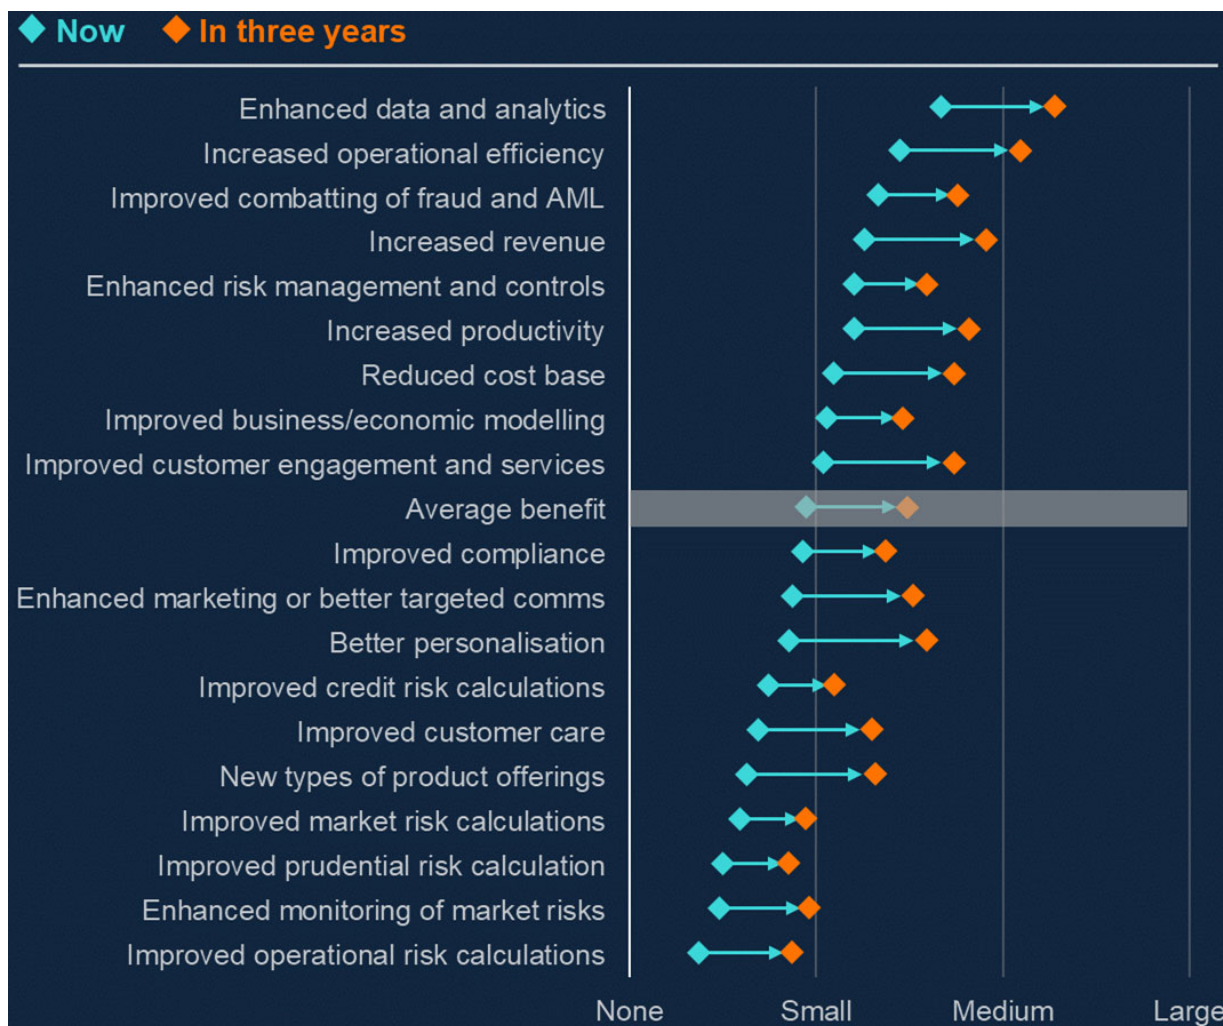 Now In three years
Enhanced data and analytics
Increased operational efficiency
Improved combatting of fraud and AML
Increased revenue
Enhanced risk management and controls
Increased productivity
Reduced cost base
Improved business/economic modelling
Improved customer engagement and services
Average benefit
Improved compliance
Enhanced marketing or better targeted comms
Better personalisation
Improved credit risk calculations
Improved customer care
New types of product offerings
Improved market risk calculations
Improved prudential risk calculation
Enhanced monitoring of market risks
Improved operational risk calculations
None Small Medium Large